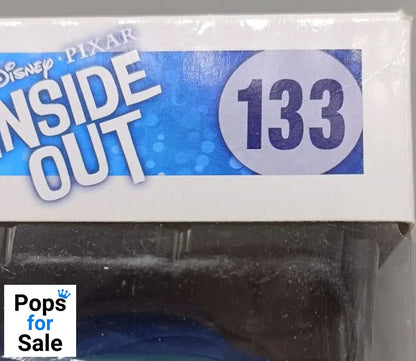 Disney · PIXAR
INSIDE
OUT
133
Pops
for
Sale